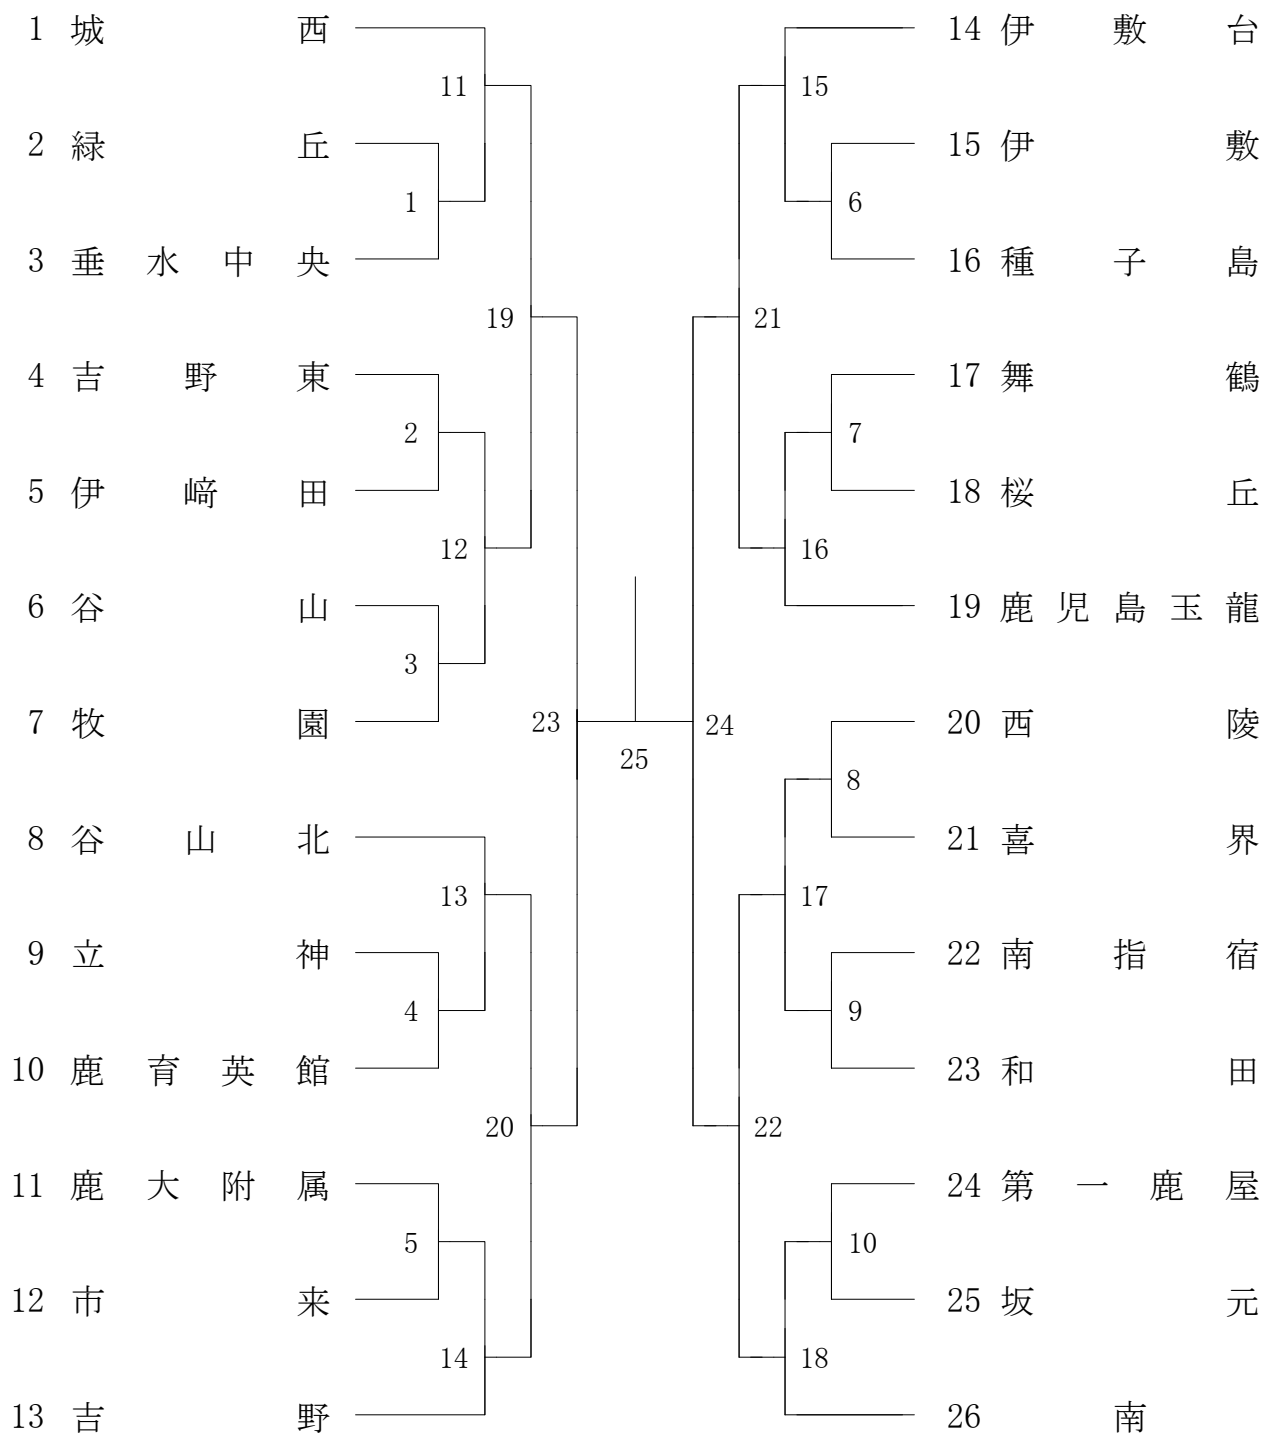 1 城西
11
2 緑丘
1
3 垂水中央
19
4 吉野東
2
5 伊﨑田
12
6 谷山
3
7 牧園
23
8 谷山北
13
9 立神
4
10 鹿育英館
20
11 鹿大附属
5
12 市来
14
13 吉野
25
14 伊敷台
15
15 伊敷
6
16 種子島
21
17 舞鶴
7
18 桜丘
16
19 鹿児島玉龍
24
20 西陵
8
21 喜界
17
22 南指宿
9
23 和田
22
24 第一鹿屋
10
25 坂元
18
26 南